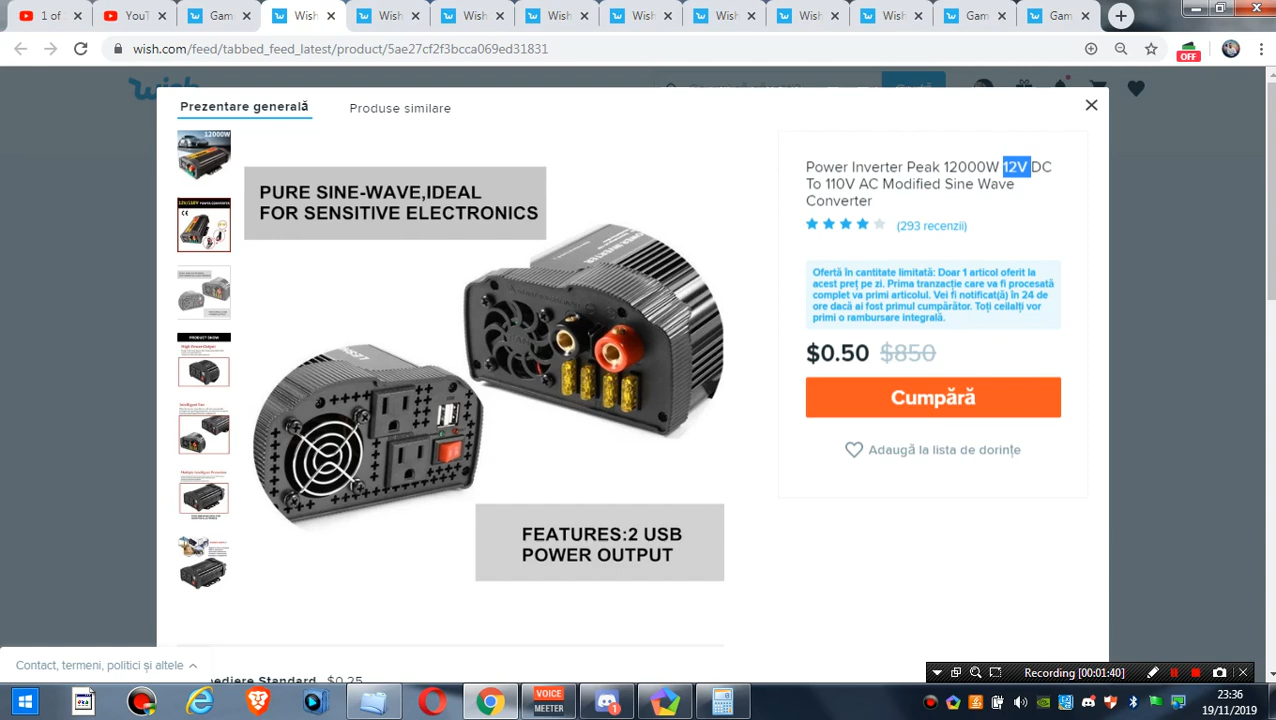 1 of
YouT
Gam
Wish
Wish
Wish
Wish
Wish
Wish
Wish
Gam
Gam
wish.com/feed/tabbed_feed_latest/product/5ae27cf2f3bcca069ed31831
OFF
wish
Prezentare generală
Produse similare
12000W
PURE SINE-WAVE,IDEAL
FOR SENSITIVE ELECTRONICS
Power Inverter Peak 12000W 12V DC
To 110V AC Modified Sine Wave
Converter
(293 recenzii)
Ofertă în cantitate limitată: Doar 1 articol oferit la
acest preț pe zi. Prima tranzacție care va fi procesată
complet va primi articolul. Vei fi notificat(ă) în 24 de
ore dacă ai fost primul cumpărător. Toți ceilalți vor
primi o rambursare integrală.
$0.50 $850
Cumpără
Adaugă la lista de dorințe
FEATURES:2 USB
POWER OUTPUT
Contact, termeni, politici și altele
pediere Standard $0.25
Recording [00:01:40]
VOICE
MEETER
23:36
19/11/2019